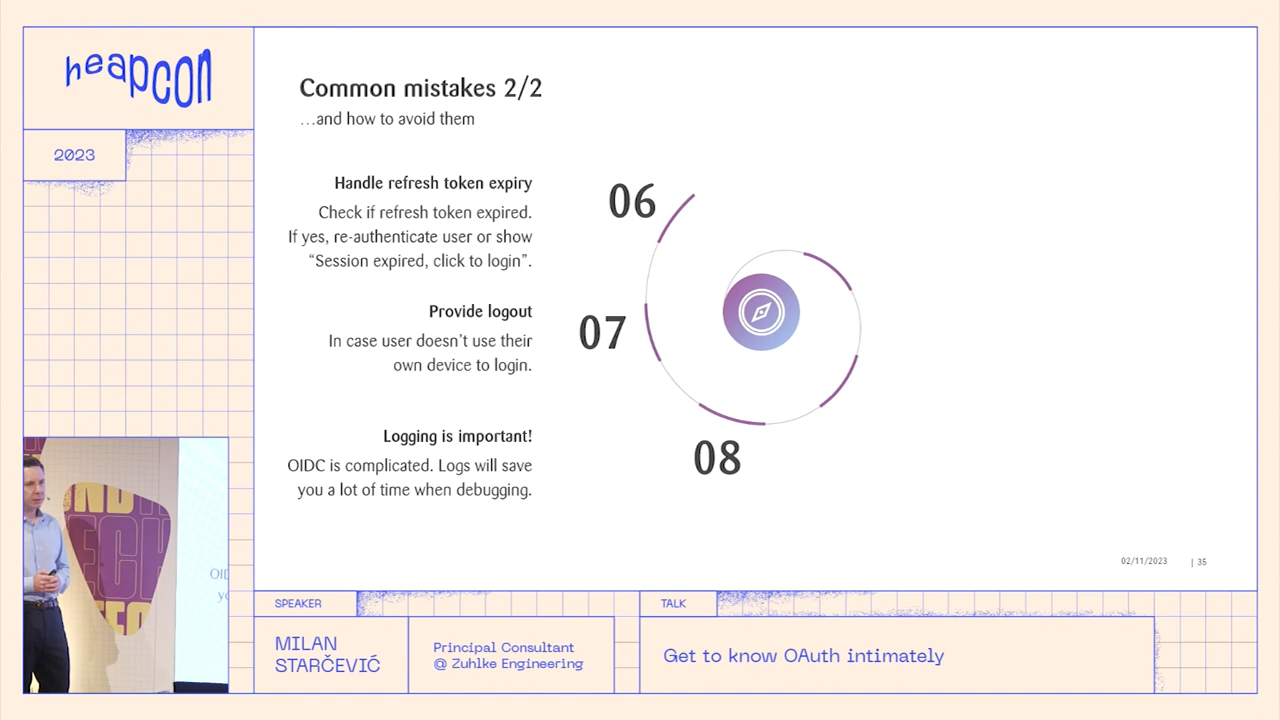 heapcon
2023
Common mistakes 2/2
...and how to avoid them
Handle refresh token expiry
Check if refresh token expired.
If yes, re-authenticate user or show
“Session expired, click to login”.
06
Provide logout
In case user doesn’t use their
own device to login.
07
Logging is important!
OIDC is complicated. Logs will save
you a lot of time when debugging.
08
02/11/2023 | 35
SPEAKER
MILAN
STARČEVIĆ
Principal Consultant
@ Zuhlke Engineering
TALK
Get to know OAuth intimately